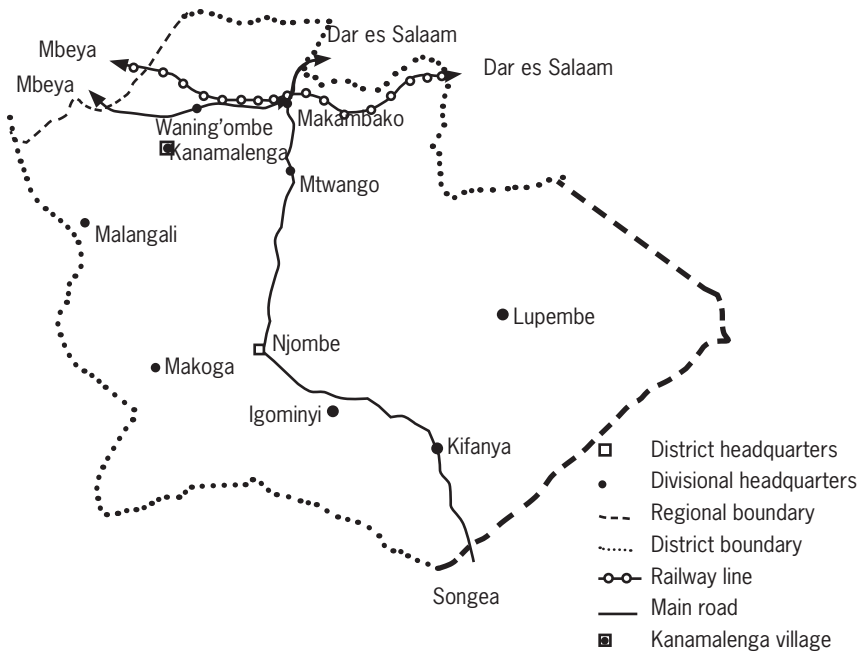 Dar es Salaam
Mbeya
Dar es Salaam
Mbeya
Makambako
Waning'ombe
Kanamalenga
Mtwango
Malangali
Lupembe
Njombe
Makoga
Igominyi
Kifanya
Songea
District headquarters
Divisional headquarters
Regional boundary
District boundary
Railway line
Main road
Kanamalenga village